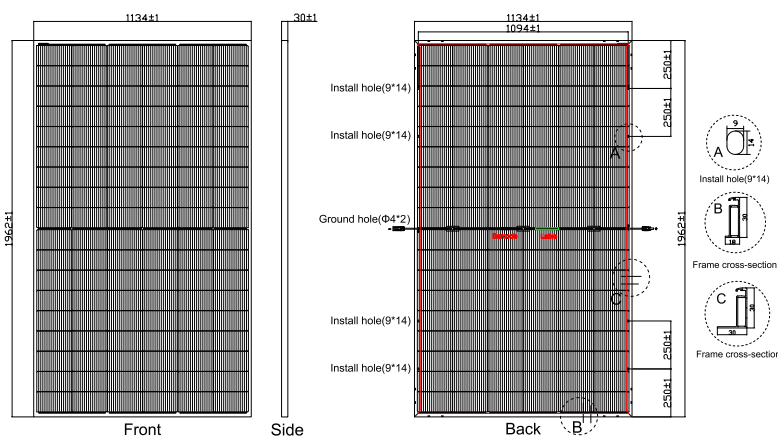 1134±1
30±1
1134±1
1094±1
1962±1
250±1
250±1
Install hole(9*14)
Install hole(9*14)
Ground hole(Φ4*2)
Install hole(9*14)
Install hole(9*14)
A
C
B
Label
1962±1
250±1
250±1
A
9
14
Install hole(9*14)
B
30
18
Frame cross-section
C
30
30
Frame cross-section
Front
Side
Back